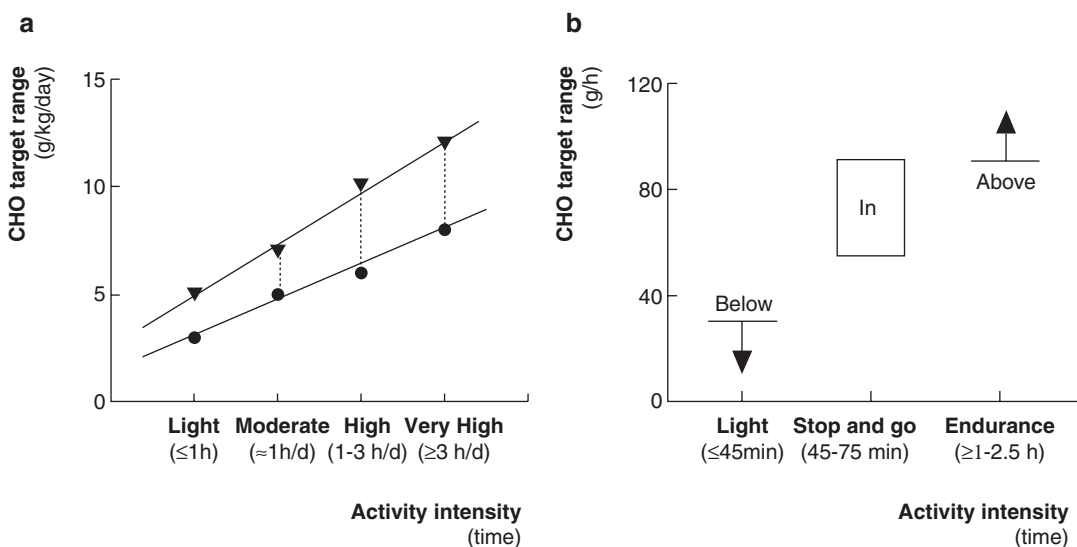 a
CHO target range
(g/kg/day)
15
10
5
0
Light Moderate High Very High
(≤1h) (≈1h/d) (1-3 h/d) (≥3 h/d)
Activity intensity
(time)
b
CHO target range
(g/h)
120
80
40
0
Below
In
Above
Light Stop and go Endurance
(≤45min) (45-75 min) (≥1-2.5 h)
Activity intensity
(time)